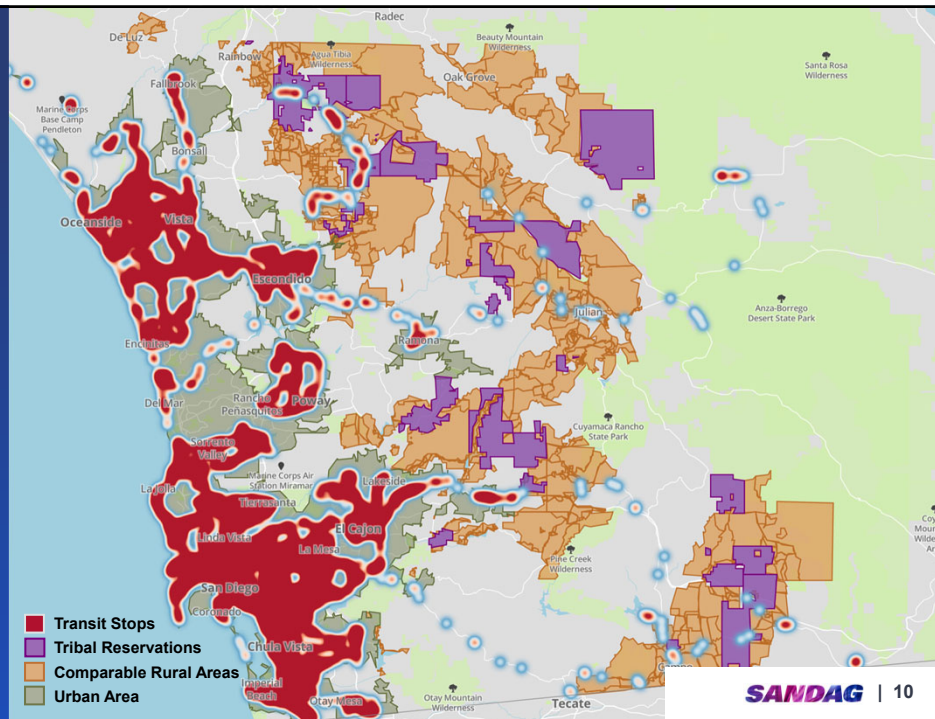 Radec
De Luz
Rainbow
Agua Tibia
Wilderness
Beauty Mountain
Wilderness
Oak Grove
Santa Rosa
Wilderness
Fallbrook
Marine Corps
Base Camp
Pendleton
Bonsall
Oceanside
Vista
Escondido
Julian
Anza-Borrego
Desert State Park
Encinitas
Ramona
Del Mar
Rancho
Peñasquitos
Poway
Cuyamaca Rancho
State Park
Sorrento
Valley
Marine Corps Air
Station Miramar
Lakeside
La Jolla
Tierrasanta
Linda Vista
El Cajon
La Mesa
Pine Creek
Wilderness
San Diego
Coronado
Chula Vista
Imperial
Beach
Otay Mesa
Otay Mountain
Wilderness
Tecate
Campo
Transit Stops
Tribal Reservations
Comparable Rural Areas
Urban Area
SANDAG | 10